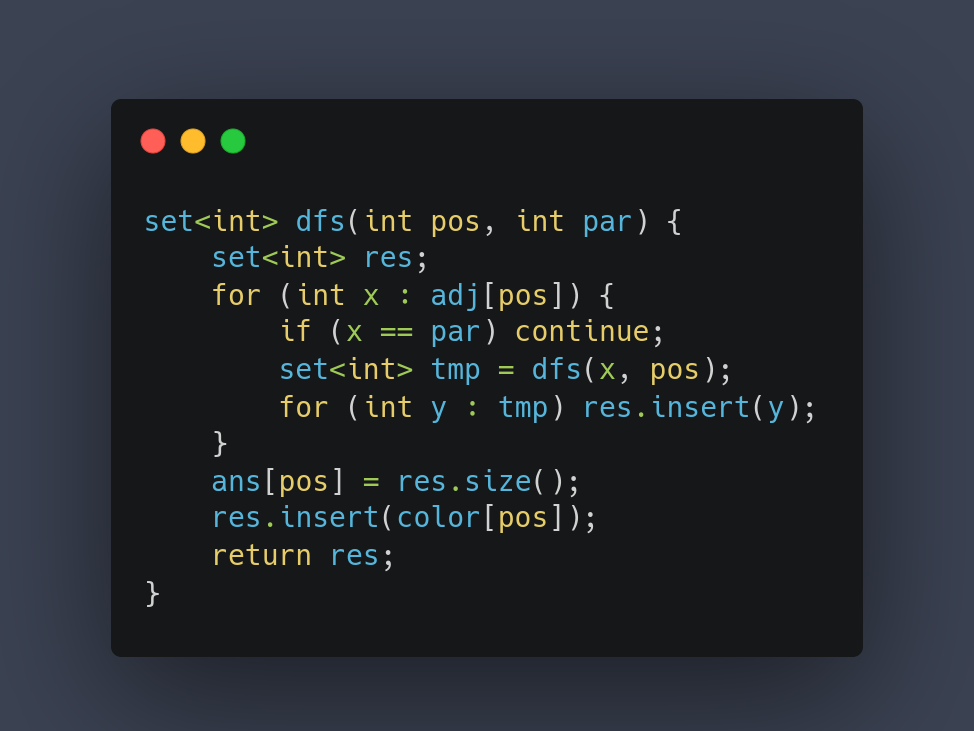 set<int> dfs(int pos, int par) {
    set<int> res;
    for (int x : adj[pos]) {
        if (x == par) continue;
        set<int> tmp = dfs(x, pos);
        for (int y : tmp) res.insert(y);
    }
    ans[pos] = res.size();
    res.insert(color[pos]);
    return res;
}